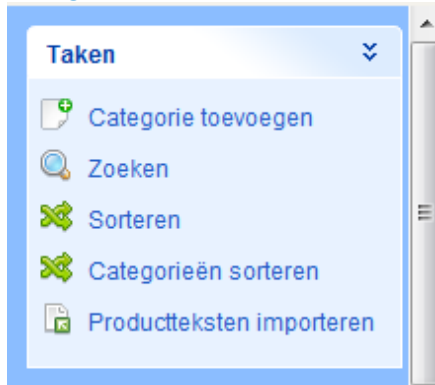 Taken
Categorie toevoegen
Zoeken
Sorteren
Categorieën sorteren
Productteksten importeren